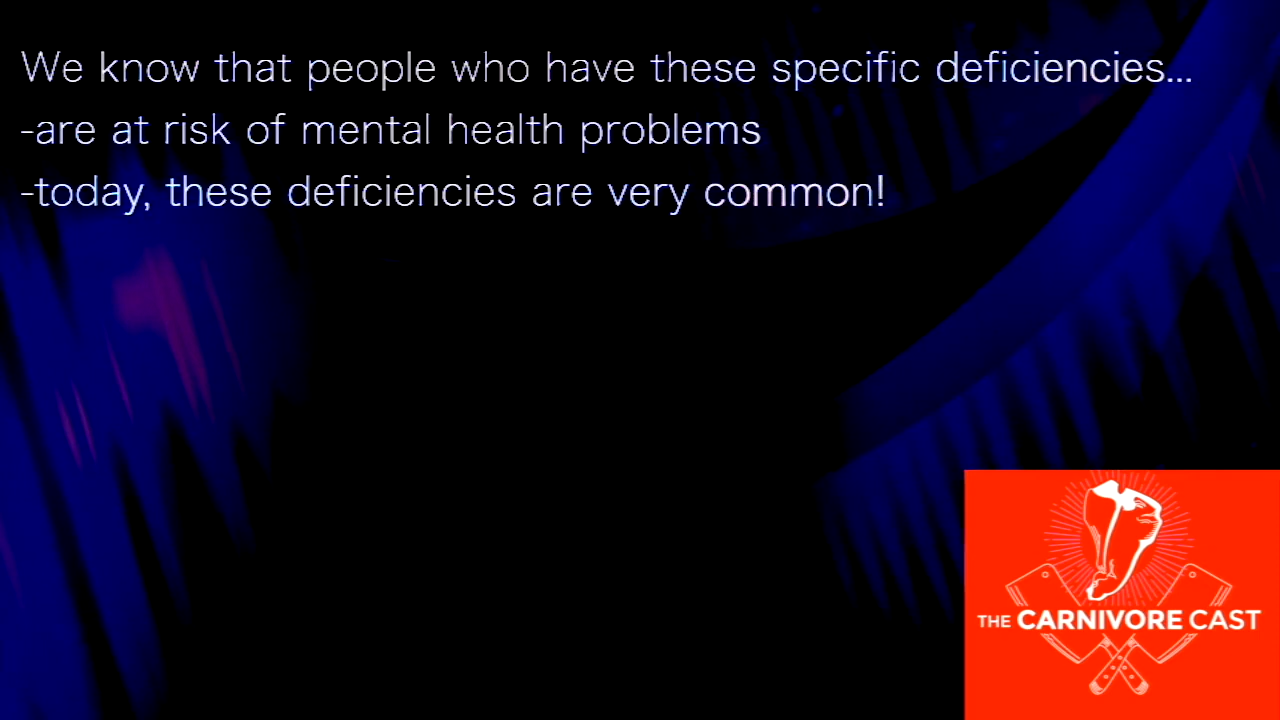 We know that people who have these specific deficiencies...
-are at risk of mental health problems
-today, these deficiencies are very common!
THE CARNIVORE CAST